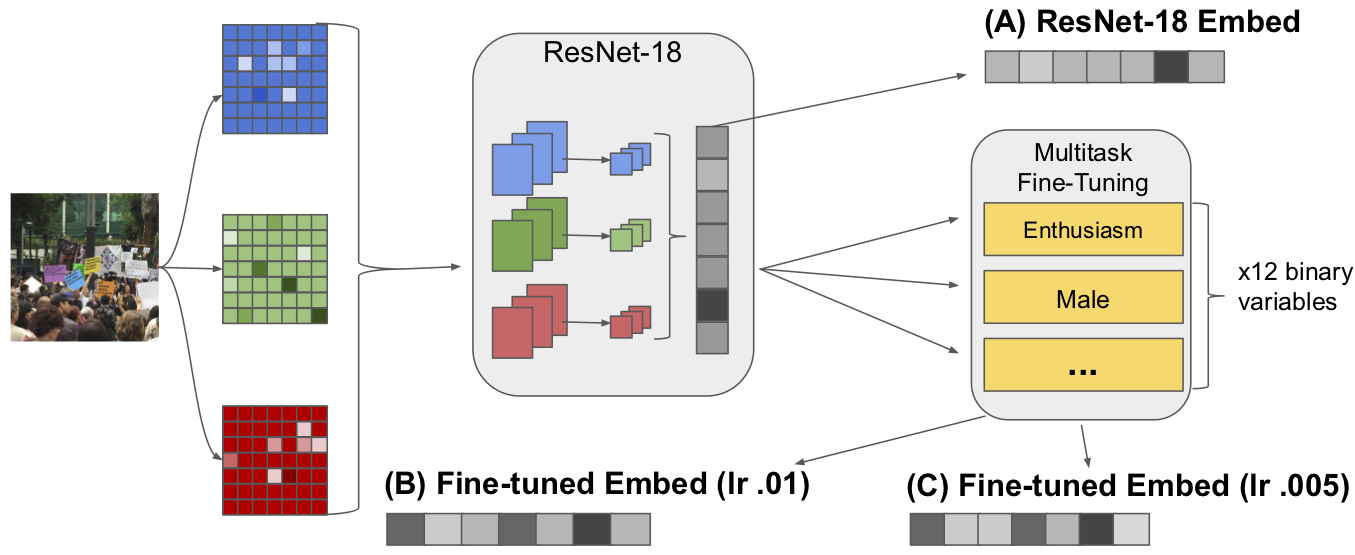 (A) ResNet-18 Embed
ResNet-18
Multitask
Fine-Tuning
Enthusiasm
Male
...
x12 binary
variables
(B) Fine-tuned Embed (lr .01)
(C) Fine-tuned Embed (lr .005)